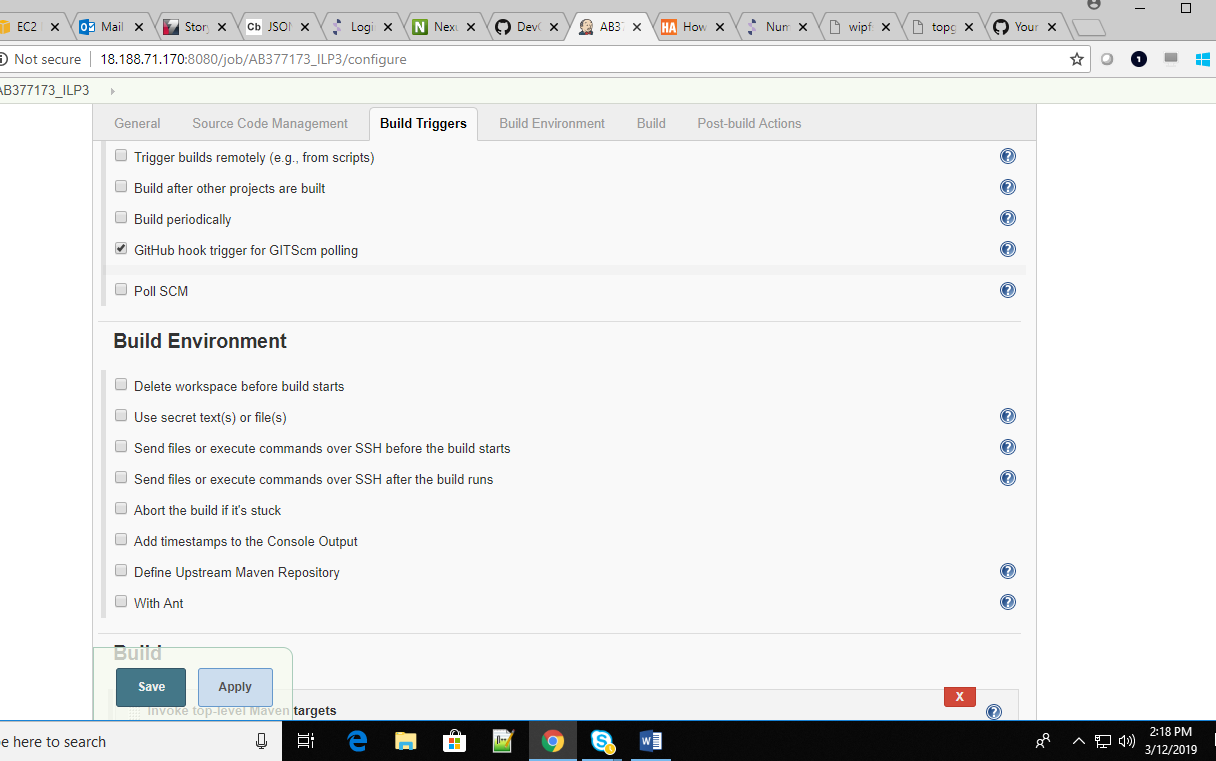 EC2 Mail Story Cb JSON Logi N Nexu Dev AB37 HA How Num wipf topg Your
Not secure 18.188.71.170:8080/job/AB377173_ILP3/configure 1
AB377173_ILP3
General Source Code Management Build Triggers Build Environment Build Post-build Actions
Trigger builds remotely (e.g., from scripts)
Build after other projects are built
Build periodically
GitHub hook trigger for GITScm polling
Poll SCM
Build Environment
Delete workspace before build starts
Use secret text(s) or file(s)
Send files or execute commands over SSH before the build starts
Send files or execute commands over SSH after the build runs
Abort the build if it's stuck
Add timestamps to the Console Output
Define Upstream Maven Repository
With Ant
Build
Save Apply X
Invoke top-level Maven targets
e here to search 2:18 PM
3/12/2019